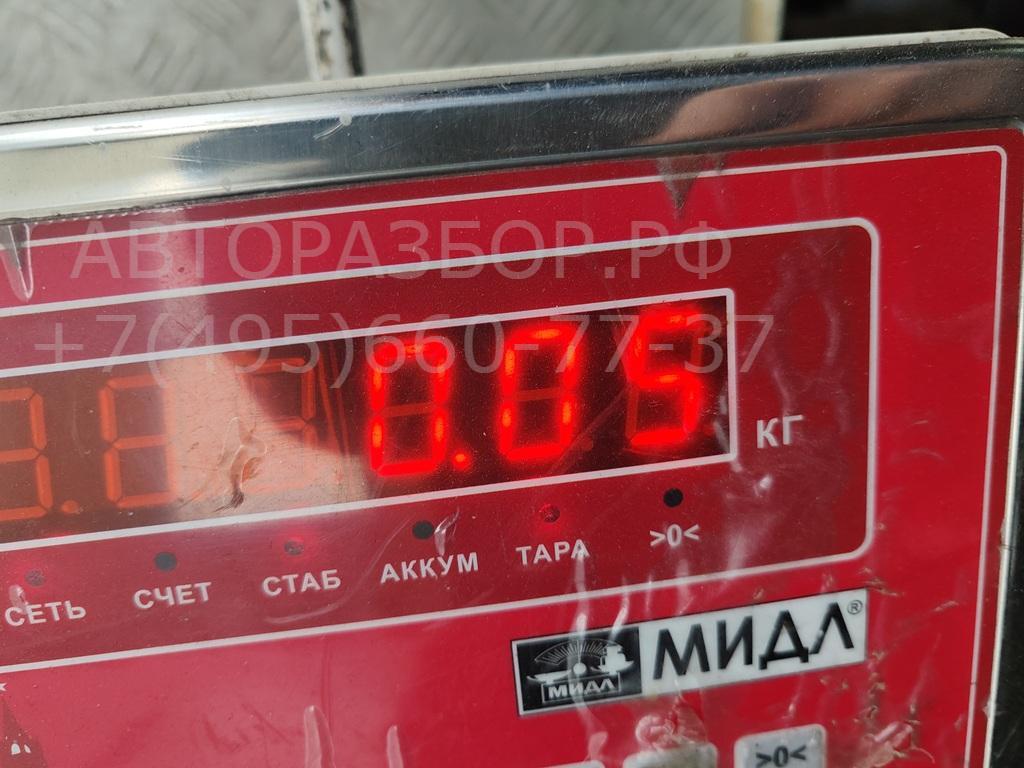 АВТОРАЗБОР.РФ
+7(495)660-77-37
0.05
КГ
СЕТЬ СЧЕТ СТАБ АККУМ ТАРА >0<
МИДЛ МИДЛ®
>0<